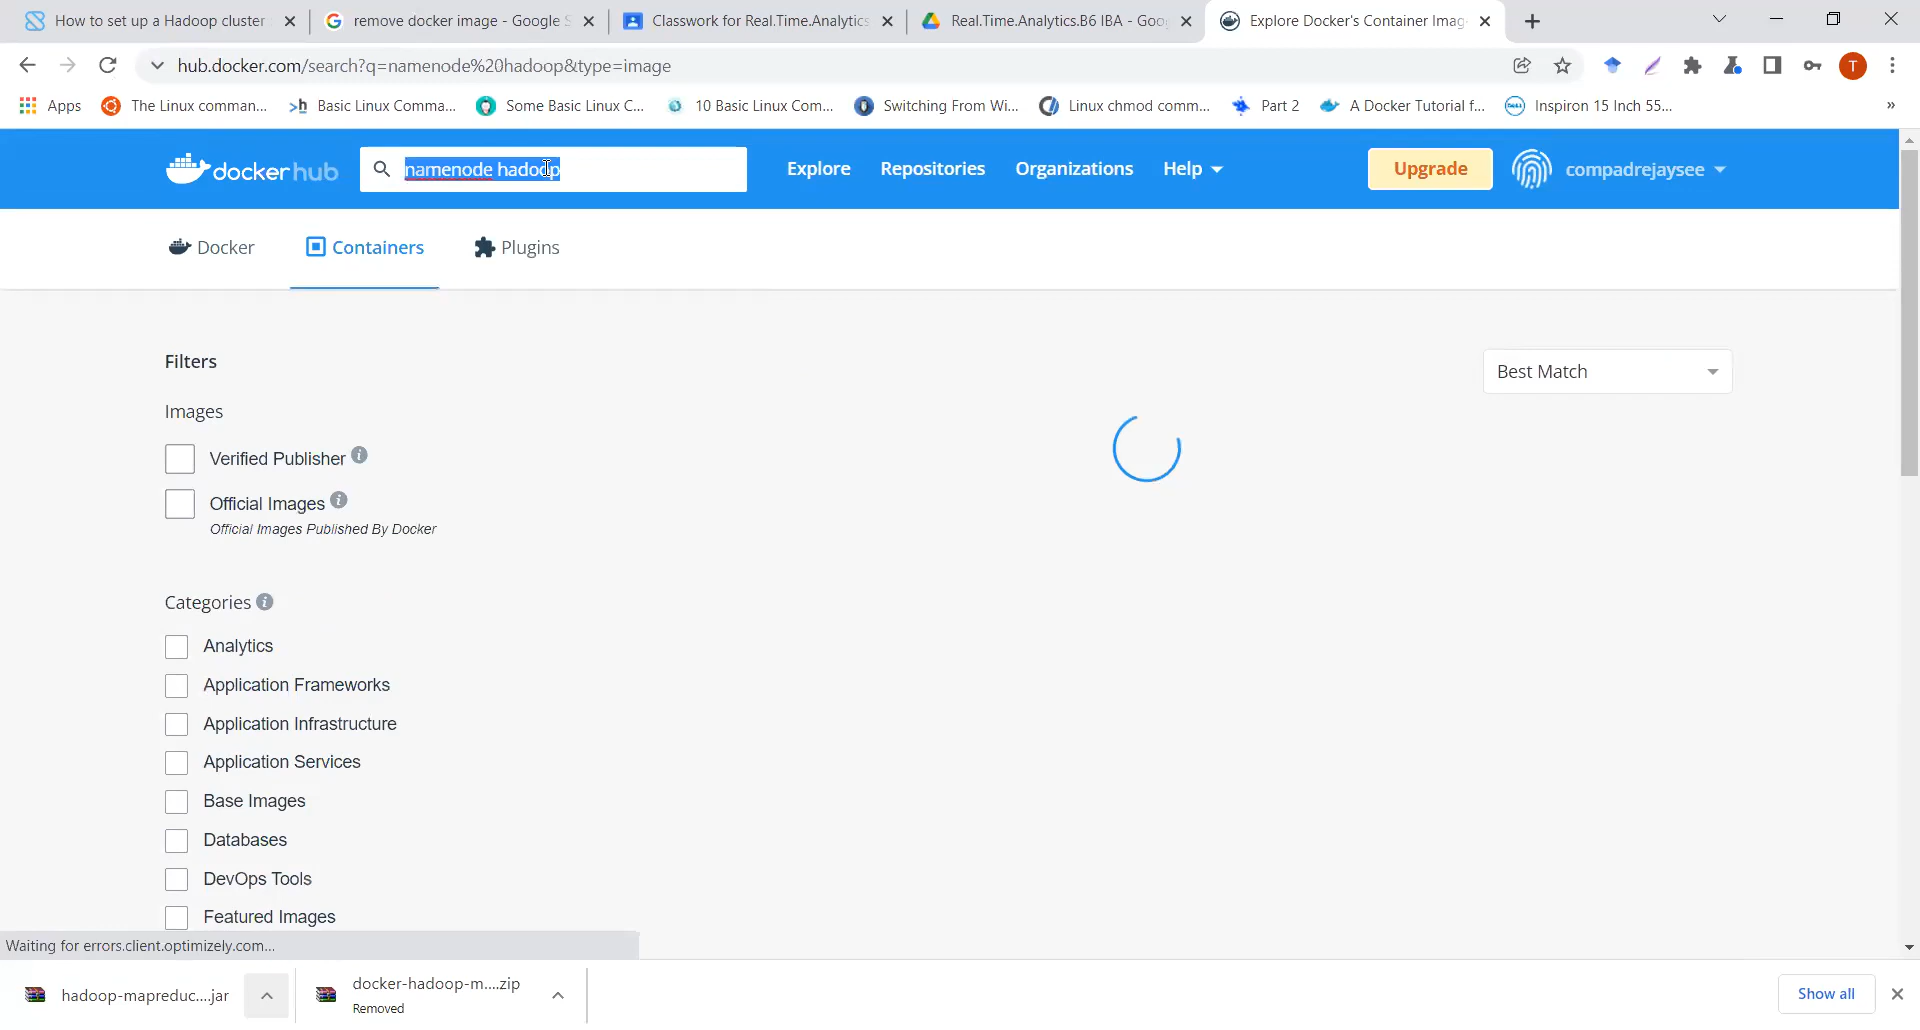 How to set up a Hadoop cluster
remove docker image - Google S
Classwork for Real.Time.Analytics
Real.Time.Analytics.B6 IBA - Goo
Explore Docker's Container Imag
hub.docker.com/search?q=namenode%20hadoop&type=image
T
Apps
The Linux comman...
Basic Linux Comma...
Some Basic Linux C...
10 Basic Linux Com...
Switching From Wi...
Linux chmod comm...
Part 2
A Docker Tutorial f...
Inspiron 15 Inch 55...
»
docker hub
namenode hadoop
Explore
Repositories
Organizations
Help
Upgrade
compadrejaysee
Docker
Containers
Plugins
Filters
Best Match
Images
Verified Publisher
Official Images
Official Images Published By Docker
Categories
Analytics
Application Frameworks
Application Infrastructure
Application Services
Base Images
Databases
DevOps Tools
Featured Images
Waiting for errors.client.optimizely.com...
hadoop-mapreduc....jar
docker-hadoop-m....zip
Removed
Show all